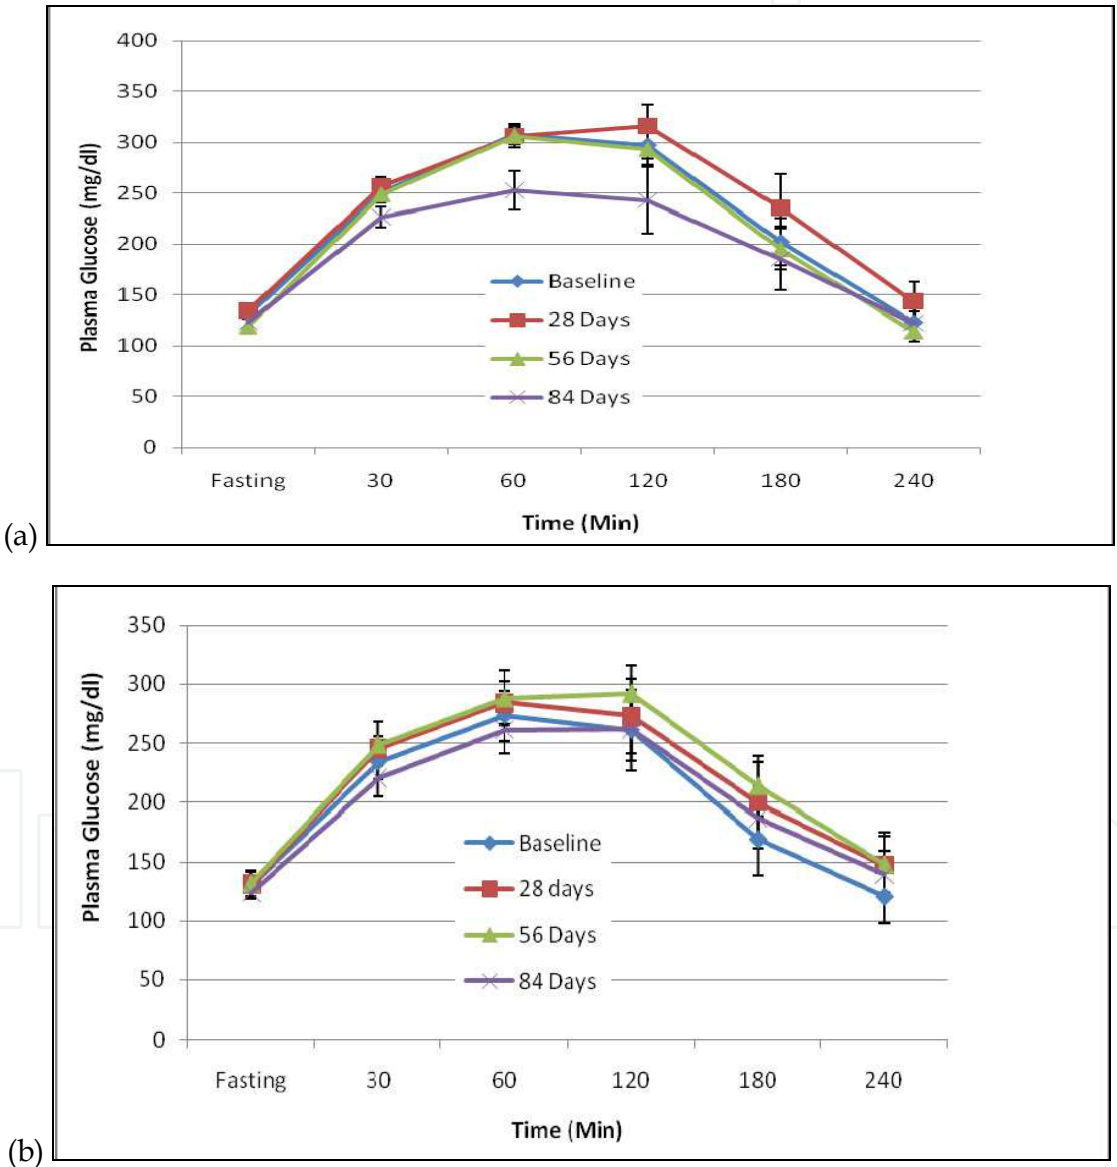 400
350
300
250
200
150
100
50
0
Plasma Glucose (mg/dl)
Baseline
28 Days
56 Days
84 Days
Fasting 30 60 120 180 240
Time (Min)
(a)
350
300
250
200
150
100
50
0
Plasma Glucose (mg/dl)
Baseline
28 days
56 Days
84 Days
Fasting 30 60 120 180 240
Time (Min)
(b)